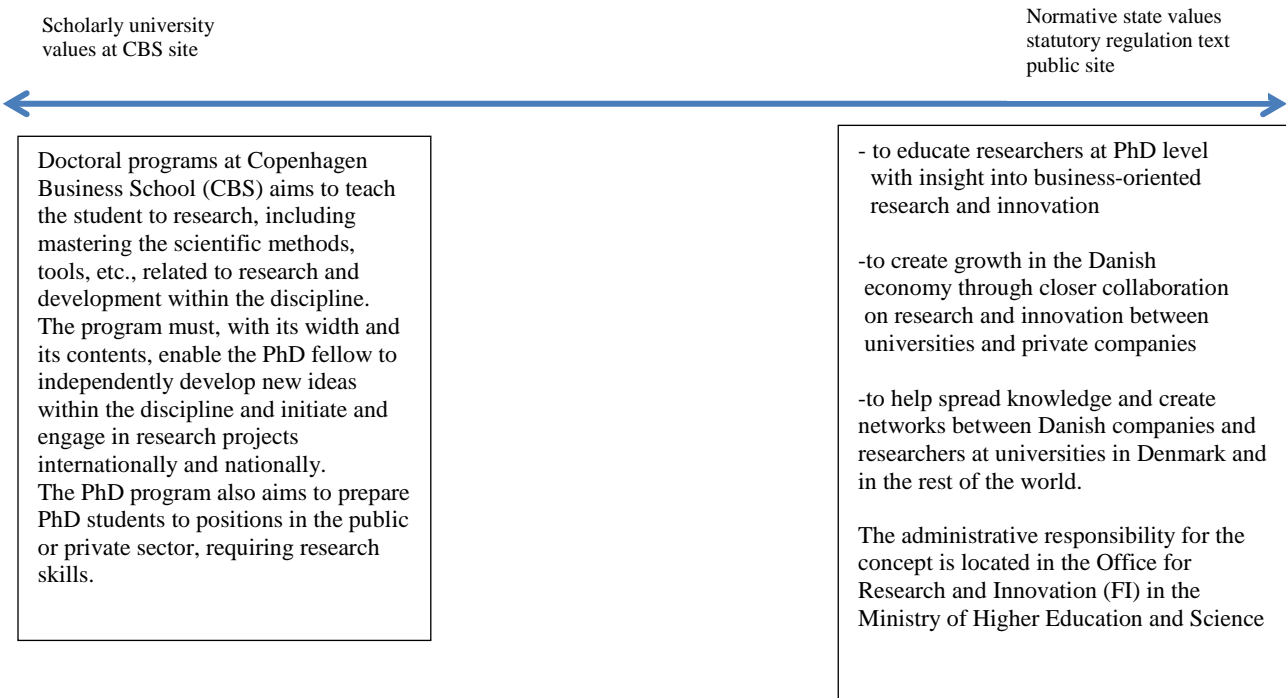 Scholarly university
values at CBS site
Normative state values
statutory regulation text
public site
Doctoral programs at Copenhagen
Business School (CBS) aims to teach
the student to research, including
mastering the scientific methods,
tools, etc., related to research and
development within the discipline.
The program must, with its width and
its contents, enable the PhD fellow to
independently develop new ideas
within the discipline and initiate and
engage in research projects
internationally and nationally.
The PhD program also aims to prepare
PhD students to positions in the public
or private sector, requiring research
skills.
- to educate researchers at PhD level
with insight into business-oriented
research and innovation
-to create growth in the Danish
economy through closer collaboration
on research and innovation between
universities and private companies
-to help spread knowledge and create
networks between Danish companies and
researchers at universities in Denmark and
in the rest of the world.
The administrative responsibility for the
concept is located in the Office for
Research and Innovation (FI) in the
Ministry of Higher Education and Science